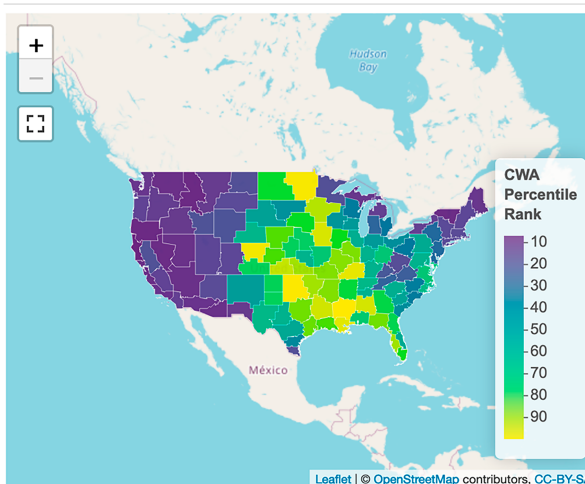 +
−
Hudson
Bay
CWA
Percentile
Rank
10
20
30
40
50
60
70
80
90
México
Leaflet | © OpenStreetMap contributors, CC-BY-S